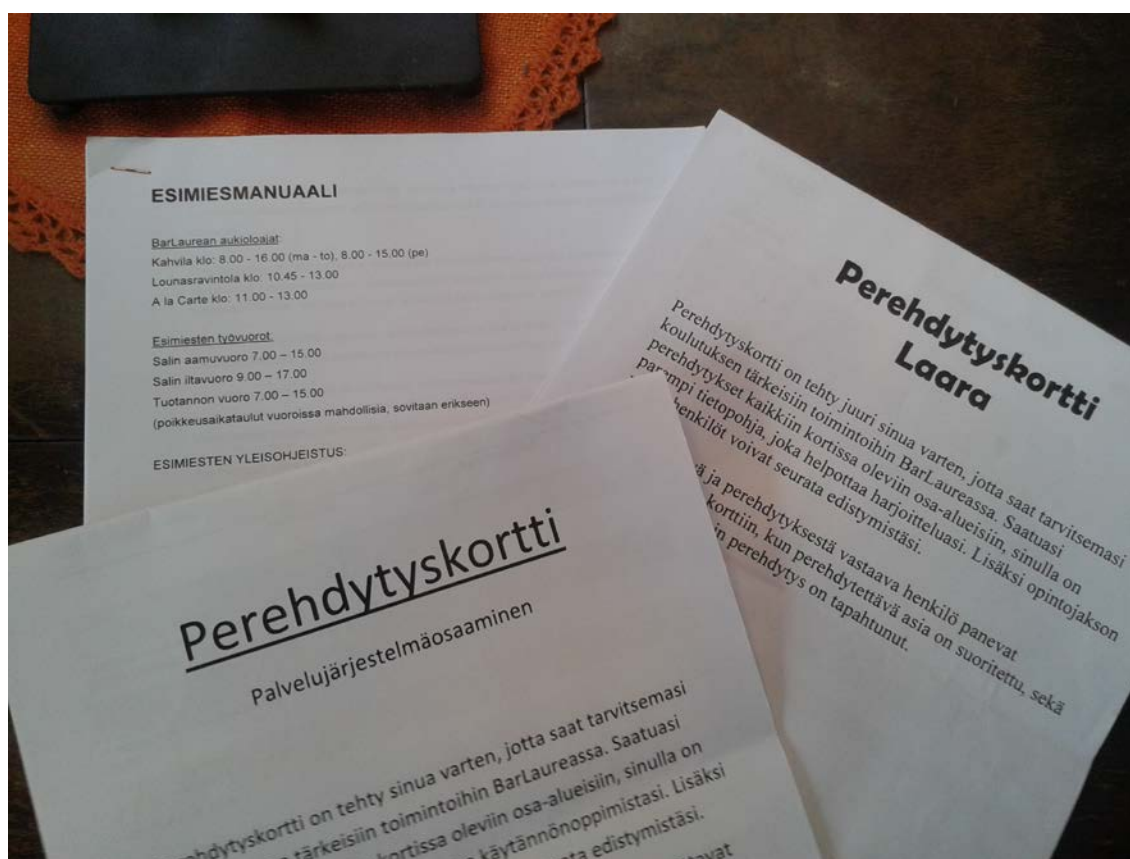 ESIMIESMANUAALI
BarLaurean aukioloajat:
Kahvila klo: 8.00 - 16.00 (ma - to), 8.00 - 15.00 (pe)
Lounasravintola klo: 10.45 - 13.00
A la Carte klo: 11.00 - 13.00
Esimiesten työvuorot:
Salin aamuvuoro 7.00 – 15.00
Salin iltavuoro 9.00 – 17.00
Tuotannon vuoro 7.00 – 15.00
(poikkeusaikataulut vuoroissa mahdollisia, sovitaan erikseen)
ESIMIESTEN YLEISOHJEISTUS:
Perehdytyskortti
Laara
Perehdytyskortti on tehty juuri sinua varten, jotta saat tarvitsemasi
koulutuksen tärkeisiin toimintoihin BarLaureassa. Saatuasi
perehdytykset kaikkiin kortissa oleviin osa-alueisiin, sinulla on
parempi tietopohja, joka helpottaa harjoitteluasi. Lisäksi opintojakson
henkilöt voivat seurata edistymistäsi.
ja perehdytyksestä vastaava henkilö panevat
korttiin, kun perehdytettävä asia on suoritettu, sekä
perehdytys on tapahtunut.
Perehdytyskortti
Palvelujärjestelmäosaaminen
on tehty sinua varten, jotta saat tarvitsemasi
tärkeisiin toimintoihin BarLaureassa. Saatuasi
oleviin osa-alueisiin, sinulla on
käytännönoppimistasi. Lisäksi
edistymistäsi.